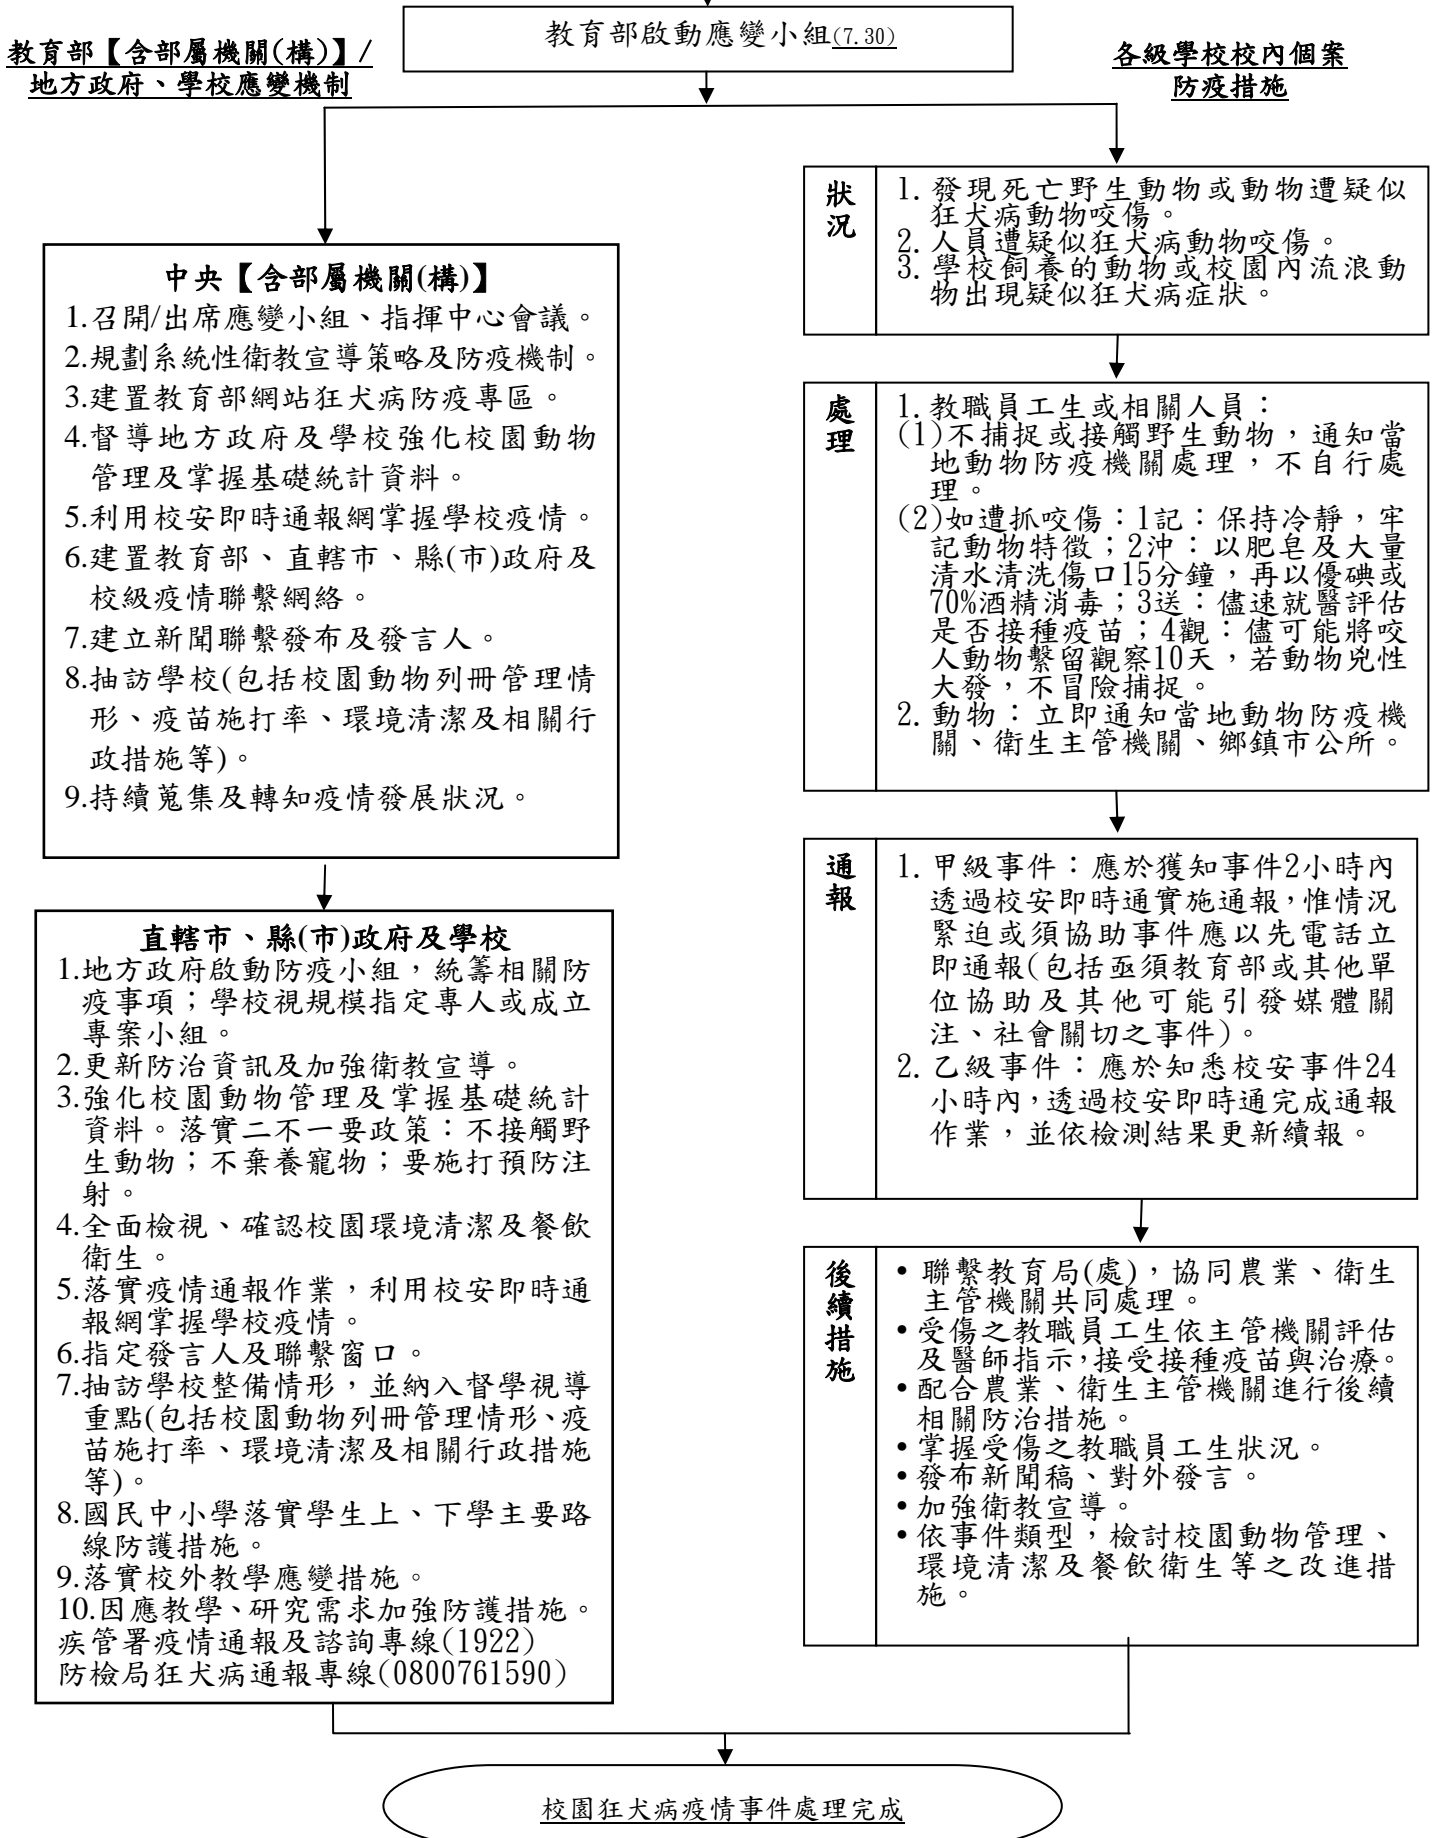 教育部啟動應變小組(7.30)
教育部【含部屬機關(構)】/
地方政府、學校應變機制
各級學校校內個案
防疫措施
中央【含部屬機關(構)】
1.召開/出席應變小組、指揮中心會議。
2.規劃系統性衛教宣導策略及防疫機制。
3.建置教育部網站狂犬病防疫專區。
4.督導地方政府及學校強化校園動物
管理及掌握基礎統計資料。
5.利用校安即時通報網掌握學校疫情。
6.建置教育部、直轄市、縣(市)政府及
校級疫情聯繫網絡。
7.建立新聞聯繫發布及發言人。
8.抽訪學校(包括校園動物列冊管理情
形、疫苗施打率、環境清潔及相關行
政措施等)。
9.持續蒐集及轉知疫情發展狀況。
直轄市、縣(市)政府及學校
1.地方政府啟動防疫小組，統籌相關防
疫事項；學校視規模指定專人或成立
專案小組。
2.更新防治資訊及加強衛教宣導。
3.強化校園動物管理及掌握基礎統計
資料。落實二不一要政策：不接觸野
生動物；不棄養寵物；要施打預防注
射。
4.全面檢視、確認校園環境清潔及餐飲
衛生。
5.落實疫情通報作業，利用校安即時通
報網掌握學校疫情。
6.指定發言人及聯繫窗口。
7.抽訪學校整備情形，並納入督學視導
重點(包括校園動物列冊管理情形、疫
苗施打率、環境清潔及相關行政措施
等)。
8.國民中小學落實學生上、下學主要路
線防護措施。
9.落實校外教學應變措施。
10.因應教學、研究需求加強防護措施。
疾管署疫情通報及諮詢專線(1922)
防檢局狂犬病通報專線(0800761590)
狀況
1. 發現死亡野生動物或動物遭疑似
狂犬病動物咬傷。
2. 人員遭疑似狂犬病動物咬傷。
3. 學校飼養的動物或校園內流浪動
物出現疑似狂犬病症狀。
處理
1. 教職員工生或相關人員：
(1)不捕捉或接觸野生動物，通知當
地動物防疫機關處理，不自行處
理。
(2)如遭抓咬傷：1記：保持冷靜，牢
記動物特徵；2沖：以肥皂及大量
清水清洗傷口15分鐘，再以優碘或
70%酒精消毒；3送：儘速就醫評估
是否接種疫苗；4觀：儘可能將咬
人動物繫留觀察10天，若動物兇性
大發，不冒險捕捉。
2. 動物：立即通知當地動物防疫機
關、衛生主管機關、鄉鎮市公所。
通報
1. 甲級事件：應於獲知事件2小時內
透過校安即時通實施通報，惟情況
緊迫或須協助事件應以先電話立
即通報(包括亟須教育部或其他單
位協助及其他可能引發媒體關
注、社會關切之事件)。
2. 乙級事件：應於知悉校安事件24
小時內，透過校安即時通完成通報
作業，並依檢測結果更新續報。
後續措施
• 聯繫教育局(處)，協同農業、衛生
主管機關共同處理。
• 受傷之教職員工生依主管機關評估
及醫師指示，接受接種疫苗與治療。
• 配合農業、衛生主管機關進行後續
相關防治措施。
• 掌握受傷之教職員工生狀況。
• 發布新聞稿、對外發言。
• 加強衛教宣導。
• 依事件類型，檢討校園動物管理、
環境清潔及餐飲衛生等之改進措
施。
校園狂犬病疫情事件處理完成